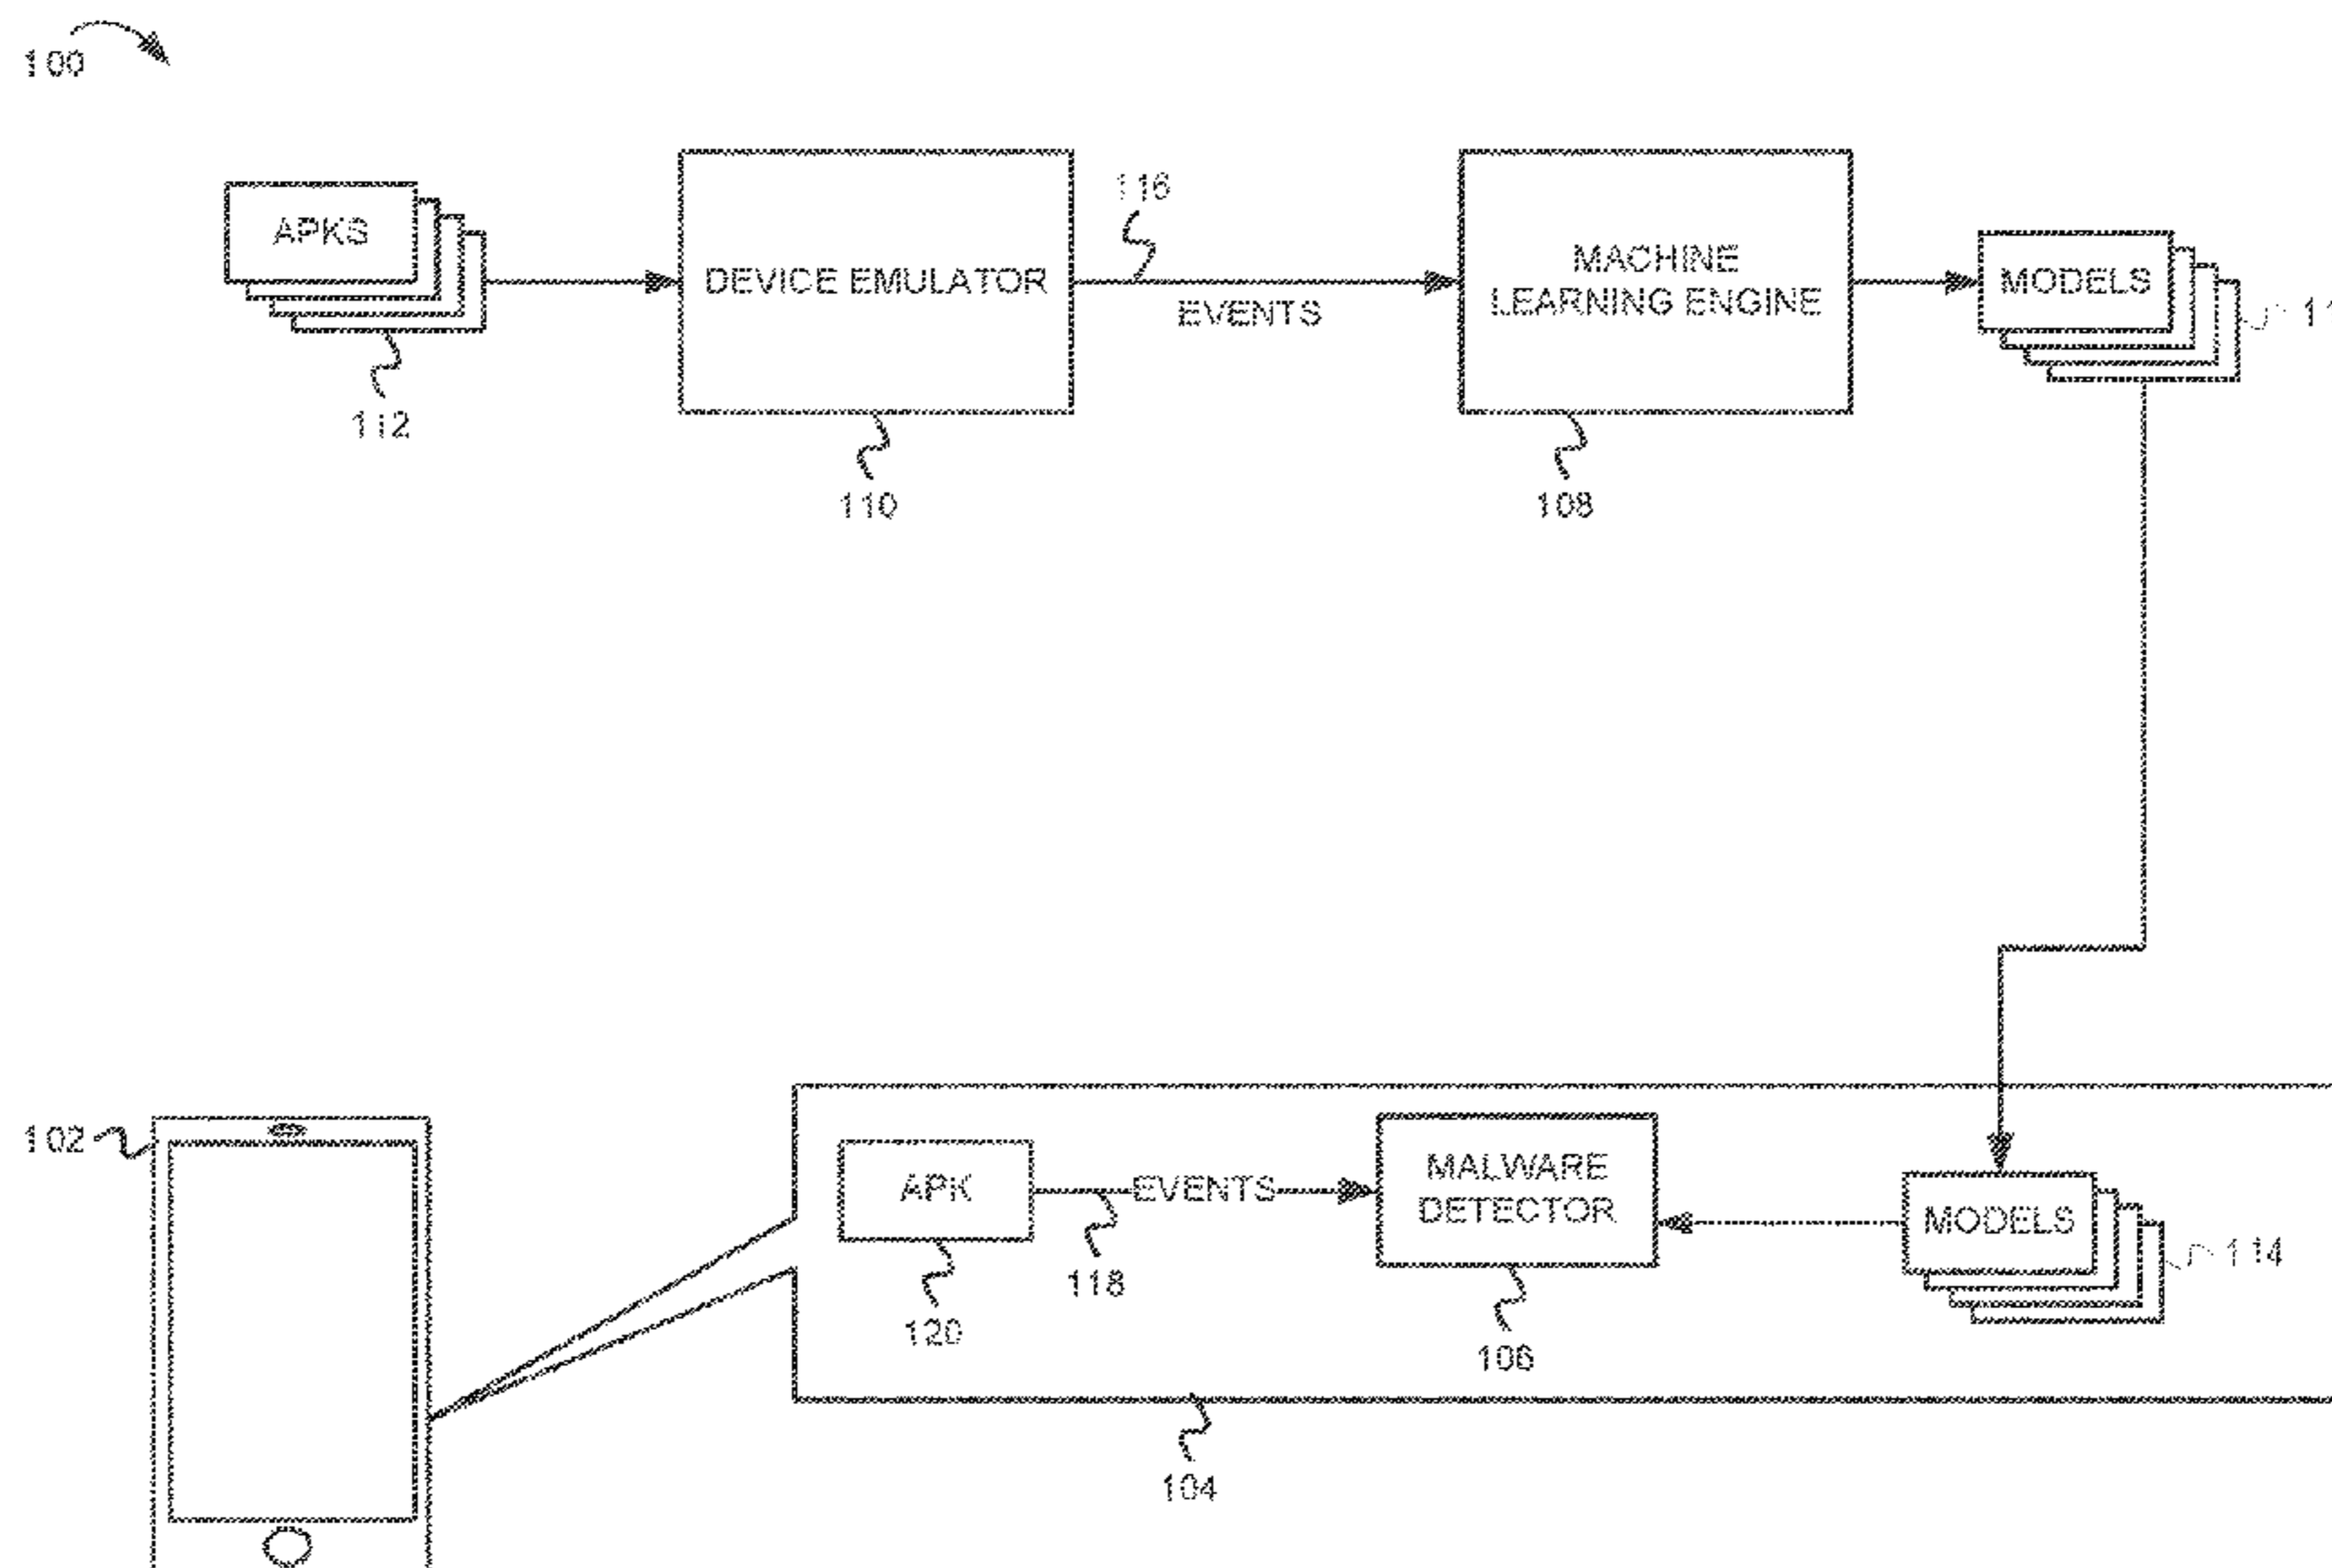 100
116
APKS
DEVICE EMULATOR
EVENTS
MACHINE
LEARNING ENGINE
MODELS
11
112
110
108
102
APK
EVENTS
MALWARE
DETECTOR
MODELS
114
118
120
106
104